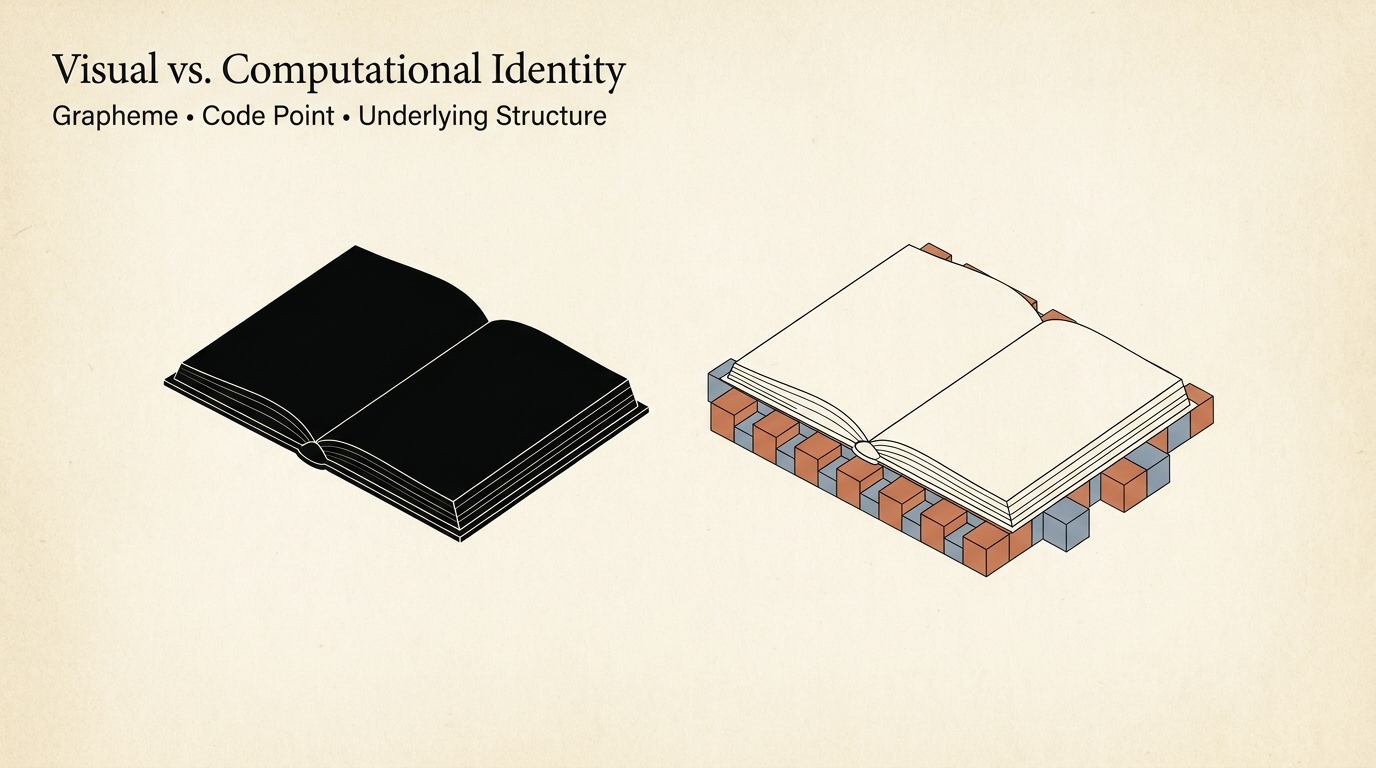 Visual vs. Computational Identity
Grapheme • Code Point • Underlying Structure